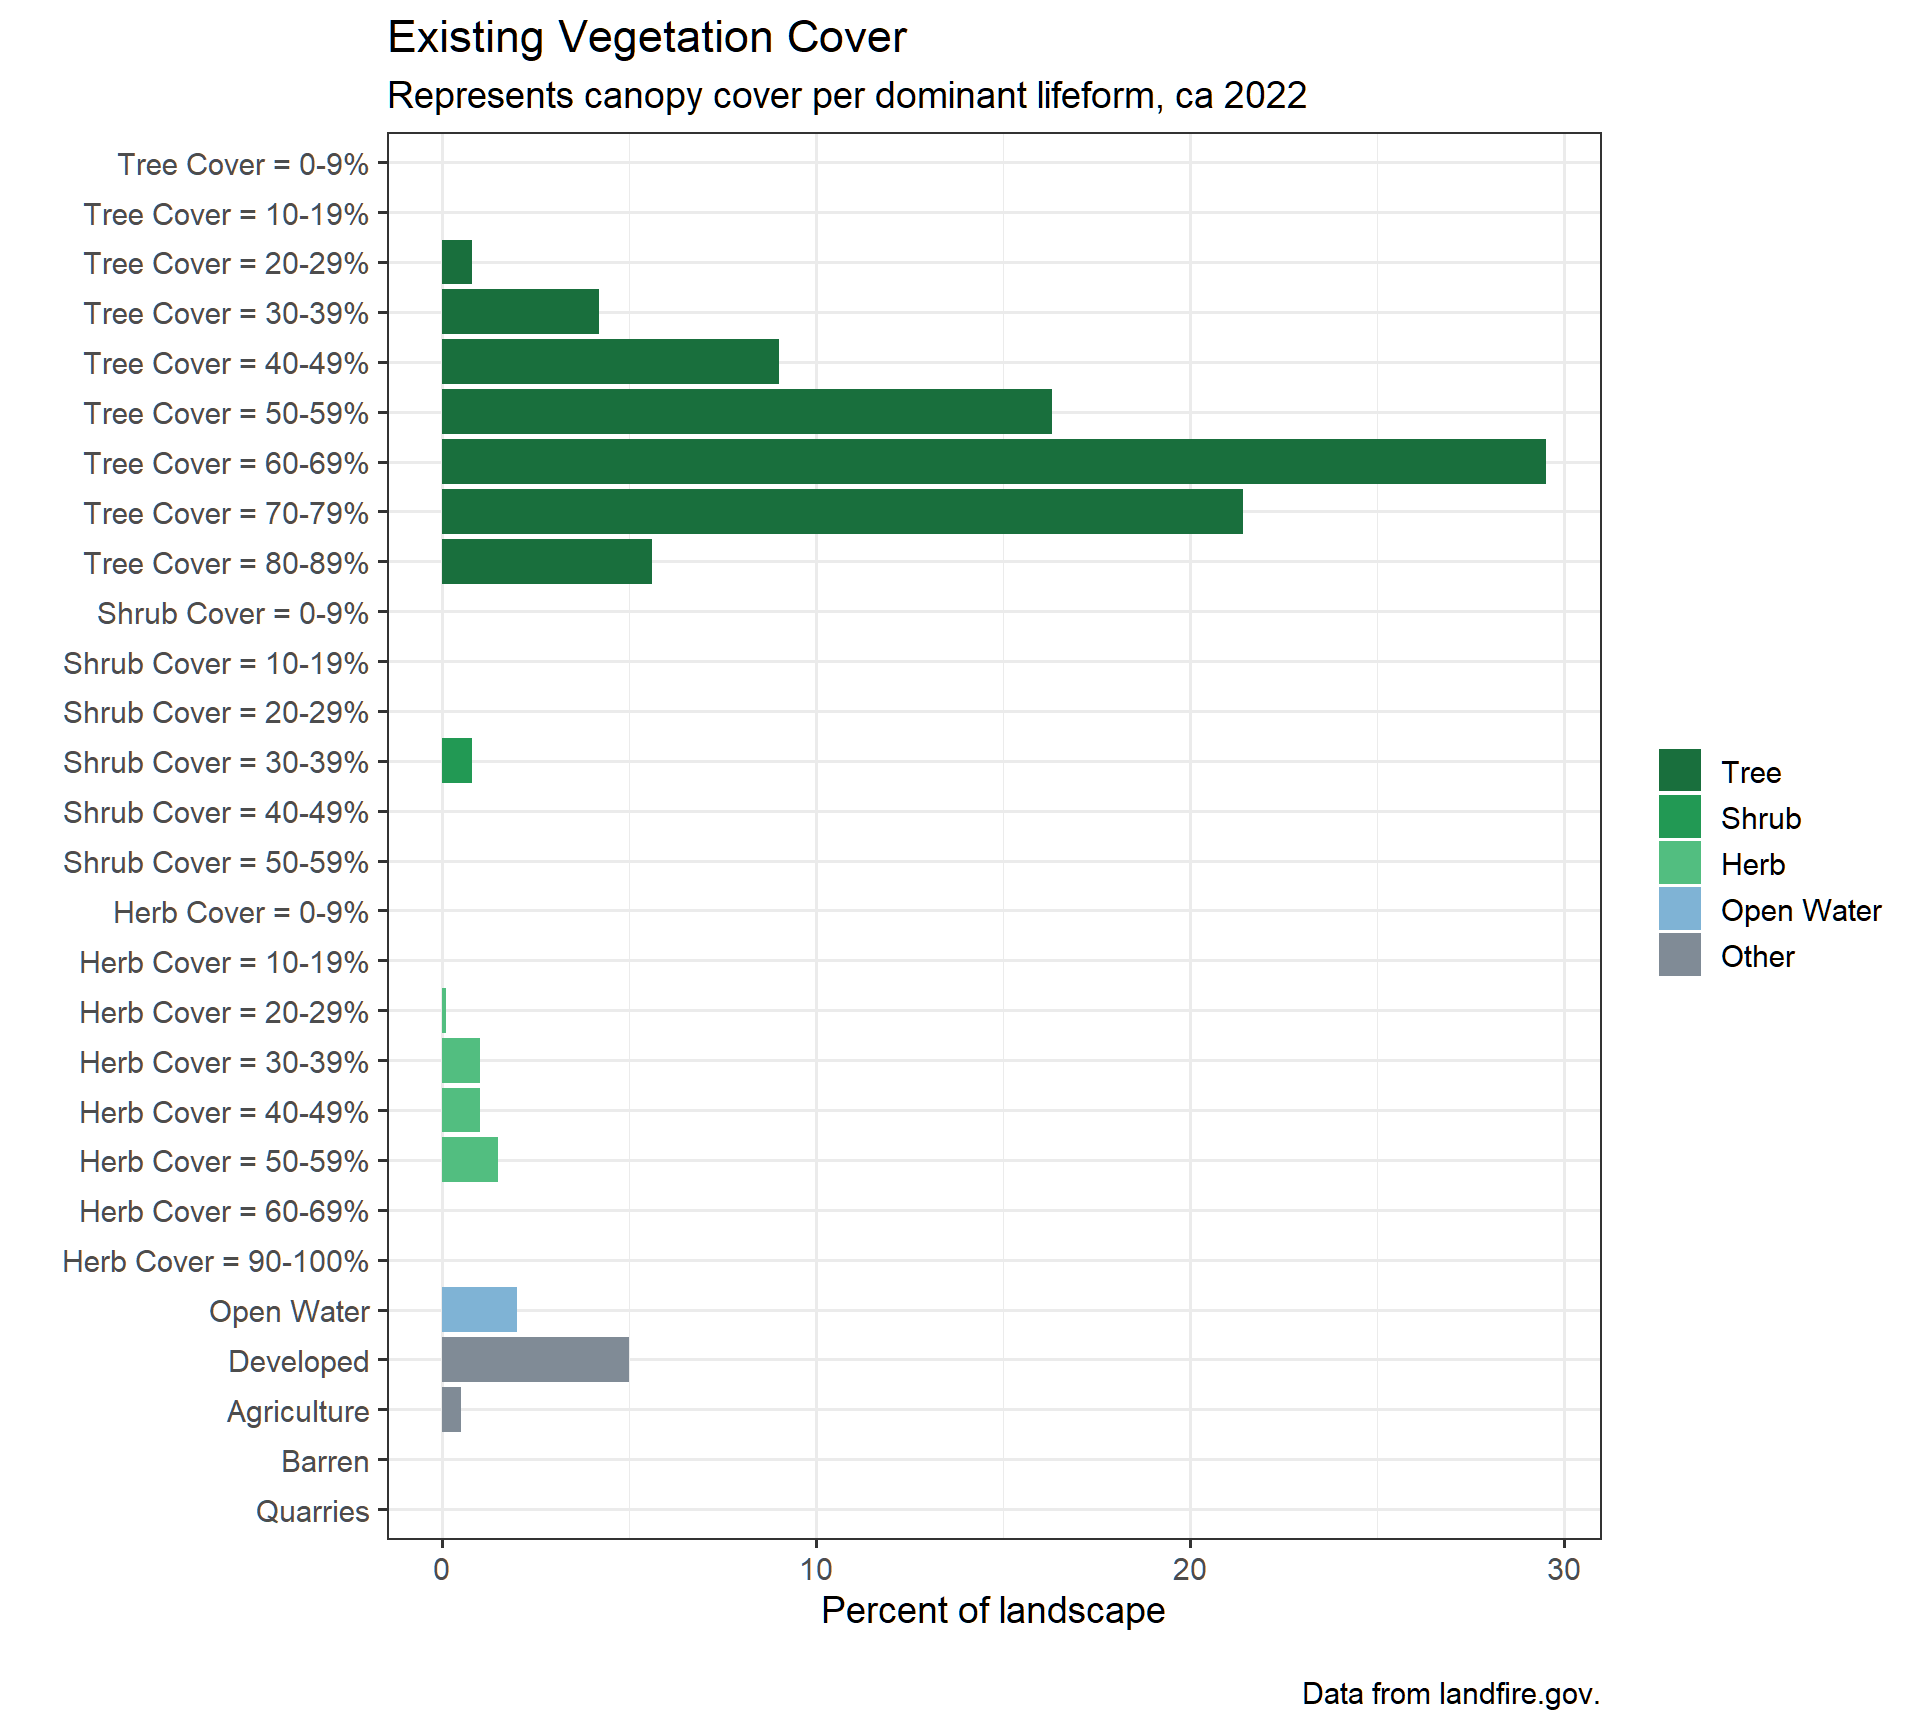 Existing Vegetation Cover
Represents canopy cover per dominant lifeform, ca 2022
Tree Cover = 0-9%
Tree Cover = 10-19%
Tree Cover = 20-29%
Tree Cover = 30-39%
Tree Cover = 40-49%
Tree Cover = 50-59%
Tree Cover = 60-69%
Tree Cover = 70-79%
Tree Cover = 80-89%
Shrub Cover = 0-9%
Shrub Cover = 10-19%
Shrub Cover = 20-29%
Shrub Cover = 30-39%
Shrub Cover = 40-49%
Shrub Cover = 50-59%
Herb Cover = 0-9%
Herb Cover = 10-19%
Herb Cover = 20-29%
Herb Cover = 30-39%
Herb Cover = 40-49%
Herb Cover = 50-59%
Herb Cover = 60-69%
Herb Cover = 90-100%
Open Water
Developed
Agriculture
Barren
Quarries
0 10 20 30
Percent of landscape
Tree
Shrub
Herb
Open Water
Other
Data from landfire.gov.